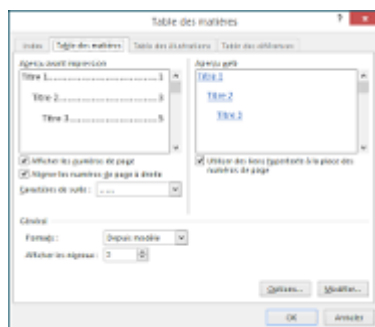 Table des matières
Index Table des matières Table des illustrations Table des références
Aperçu avant impression
Titre 1..................1
Titre 2..................3
Titre 3..................5
Aperçu web
Titre 1
Titre 2
Titre 3
Afficher les numéros de page
Aligner les numéros de page à droite
Caractères de suite : .......
Utiliser des liens hypertexte à la place des
numéros de page
Général
Formats : Depuis modèle
Afficher les niveaux : 3
Options... Modifier...
OK Annuler